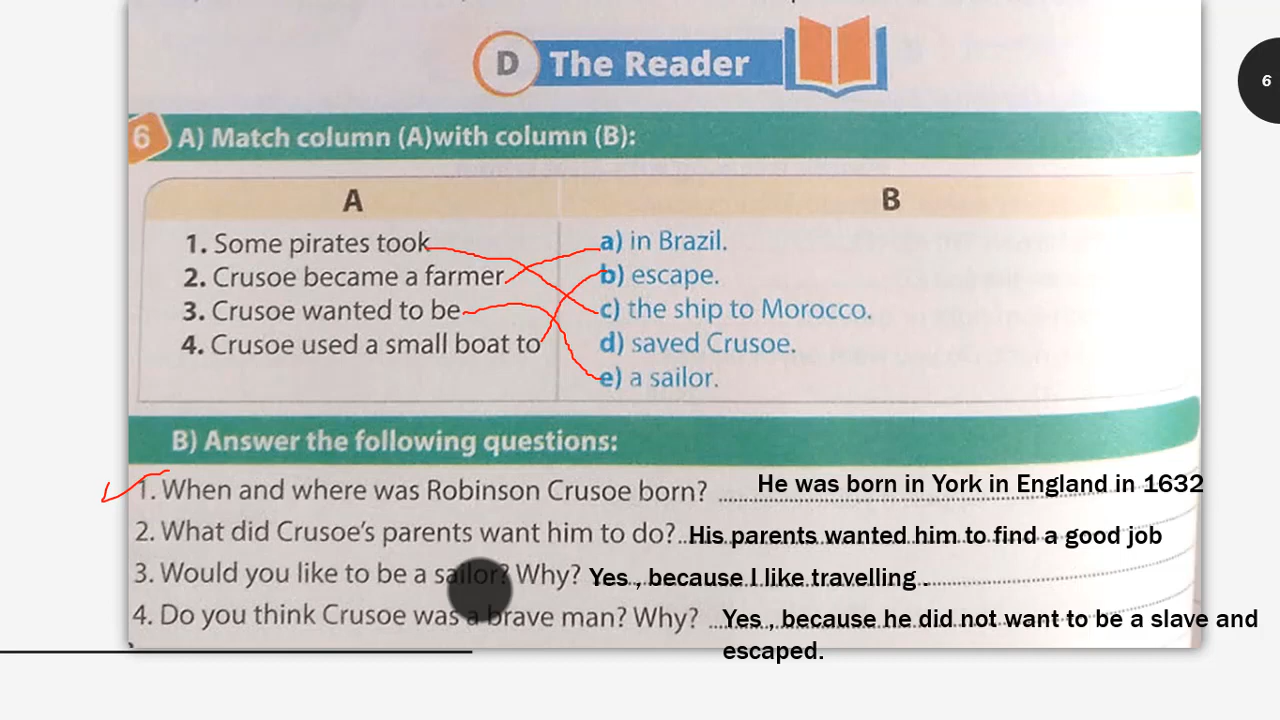 D The Reader
6
6 A) Match column (A)with column (B):
A B
1. Some pirates took a) in Brazil.
2. Crusoe became a farmer b) escape.
3. Crusoe wanted to be c) the ship to Morocco.
4. Crusoe used a small boat to d) saved Crusoe.
e) a sailor.
B) Answer the following questions:
1. When and where was Robinson Crusoe born? He was born in York in England in 1632
2. What did Crusoe's parents want him to do? His parents wanted him to find a good job
3. Would you like to be a sailor? Why? Yes , because I like travelling .
4. Do you think Crusoe was a brave man? Why? Yes , because he did not want to be a slave and
escaped.